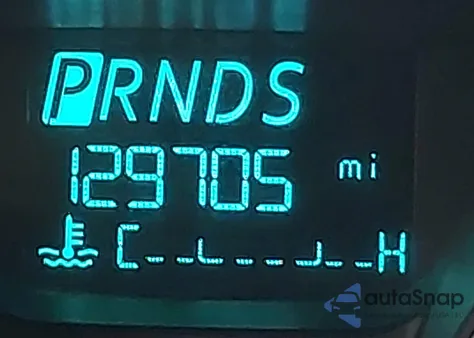 PRNDS
129705 mi
C H
autoSnap